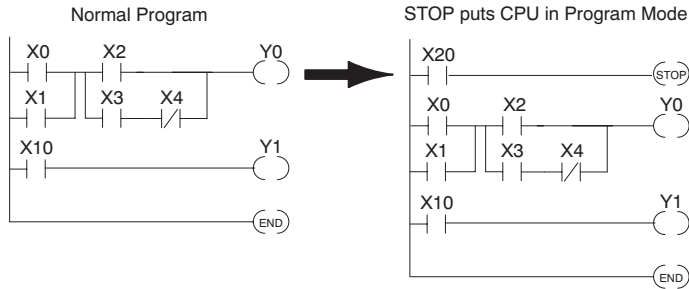 Normal Program
X0 X2 Y0
X1 X3 X4
X10 Y1
END
STOP puts CPU in Program Mode
X20
STOP
X0 X2 Y0
X1 X3 X4
X10 Y1
END